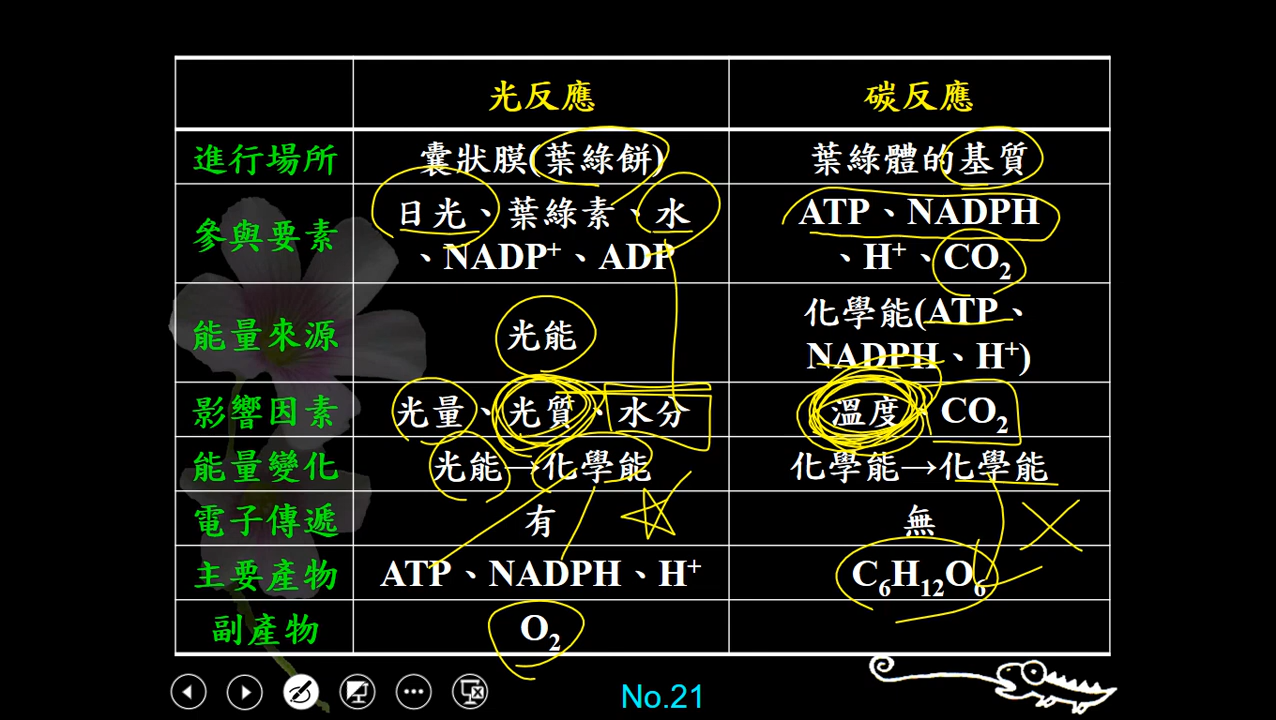 光反應
碳反應
進行場所
囊狀膜(葉綠餅)
葉綠體的基質
參與要素
日光、葉綠素、水
、NADP⁺、ADP
ATP、NADPH
、H⁺、CO₂
能量來源
光能
化學能(ATP、
NADPH、H⁺)
影響因素
光量、光質、水分
溫度、CO₂
能量變化
光能→化學能
化學能→化學能
電子傳遞
有
無
主要產物
ATP、NADPH、H⁺
C₆H₁₂O₆
副產物
O₂
No.21